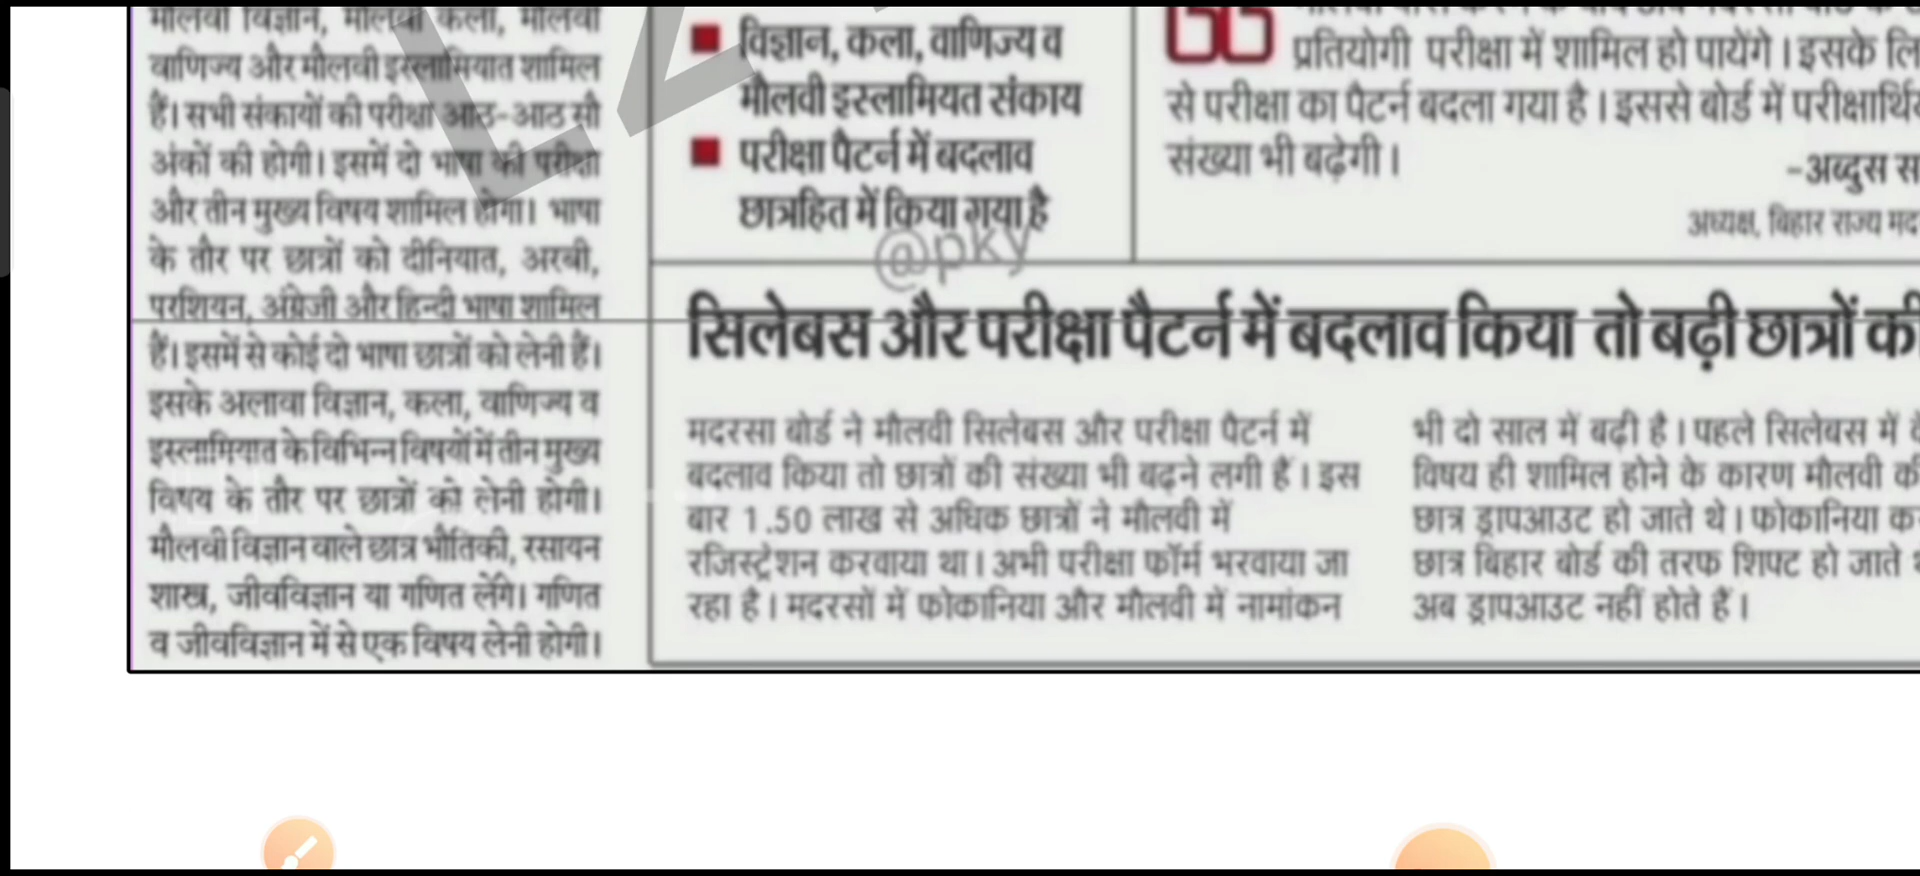 मौलवी विज्ञान, मौलवी कला, मौलवी
वाणिज्य और मौलवी इस्लामियात शामिल
हैं। सभी संकायों की परीक्षा आठ-आठ सौ
अंकों की होगी। इसमें दो भाषा की परीक्षा
और तीन मुख्य विषय शामिल होगा। भाषा
के तौर पर छात्रों को दीनियात, अरबी,
परशियन, अंग्रेजी और हिन्दी भाषा शामिल
हैं। इसमें से कोई दो भाषा छात्रों को लेनी हैं।
इसके अलावा विज्ञान, कला, वाणिज्य व
इस्लामियात के विभिन्न विषयों में तीन मुख्य
विषय के तौर पर छात्रों को लेनी होगी।
मौलवी विज्ञान वाले छात्र भौतिकी, रसायन
शास्त्र, जीवविज्ञान या गणित लेंगे। गणित
व जीवविज्ञान में से एक विषय लेनी होगी।
विज्ञान, कला, वाणिज्य व
मौलवी इस्लामियत संकाय
परीक्षा पैटर्न में बदलाव
छात्रहित में किया गया है
@pky
प्रतियोगी परीक्षा में शामिल हो पायेंगे। इसके लि
से परीक्षा का पैटर्न बदला गया है। इससे बोर्ड में परीक्षार्थि
संख्या भी बढ़ेगी।
-अब्दुस स
अध्यक्ष, बिहार राज्य मद
सिलेबस और परीक्षा पैटर्न में बदलाव किया तो बढ़ी छात्रों की
मदरसा बोर्ड ने मौलवी सिलेबस और परीक्षा पैटर्न में
बदलाव किया तो छात्रों की संख्या भी बढ़ने लगी हैं। इस
बार 1.50 लाख से अधिक छात्रों ने मौलवी में
रजिस्ट्रेशन करवाया था। अभी परीक्षा फॉर्म भरवाया जा
रहा है। मदरसों में फोकानिया और मौलवी में नामांकन
भी दो साल में बढ़ी है। पहले सिलेबस में
विषय ही शामिल होने के कारण मौलवी की
छात्र ड्रापआउट हो जाते थे। फोकानिया क
छात्र बिहार बोर्ड की तरफ शिफ्ट हो जाते
अब ड्रापआउट नहीं होते हैं।